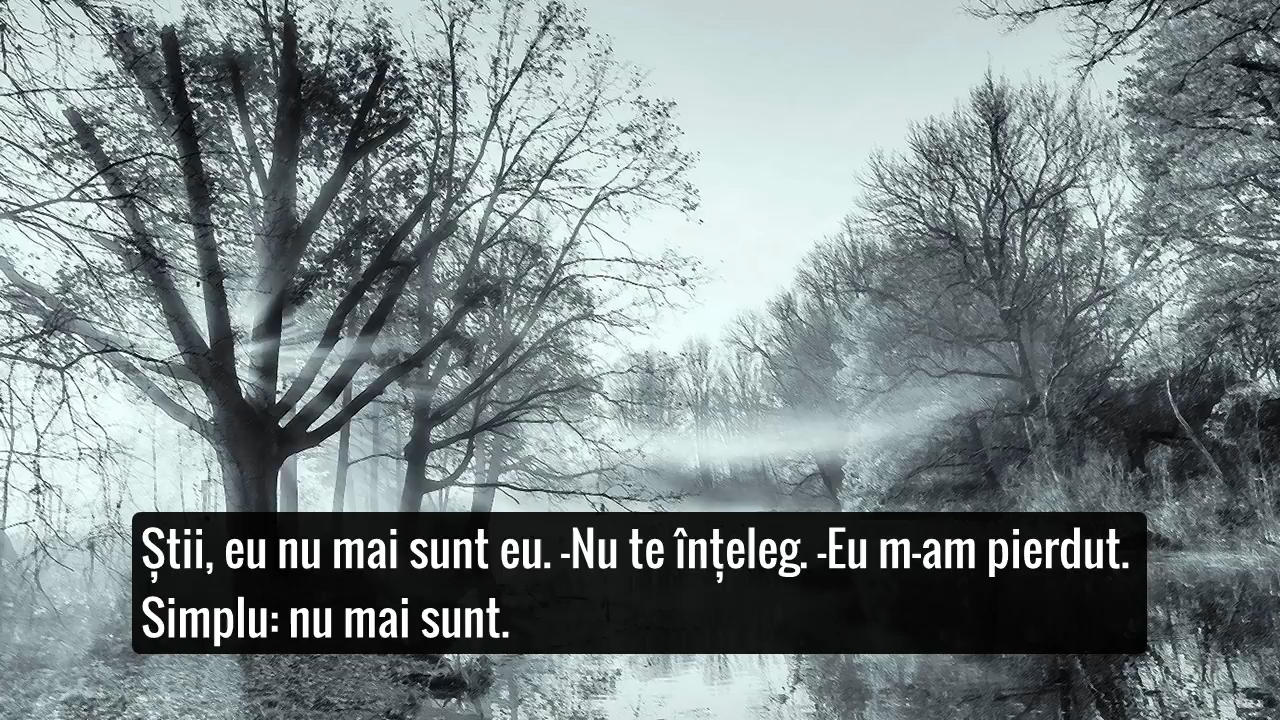 Știi, eu nu mai sunt eu. -Nu te înțeleg. -Eu m-am pierdut.
Simplu: nu mai sunt.